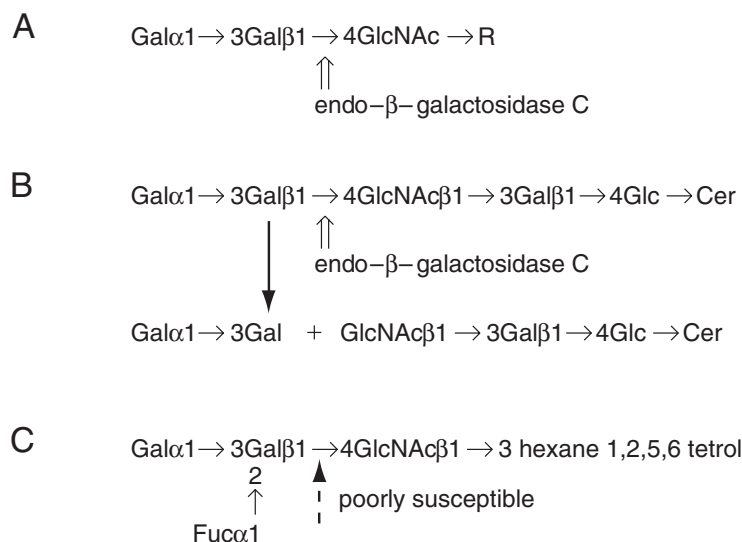 A
Galα1→3Galβ1→4GlcNAc→R
endo–β–galactosidase C
B
Galα1→3Galβ1→4GlcNAcβ1→3Galβ1→4Glc→Cer
endo–β–galactosidase C
Galα1→3Gal + GlcNAcβ1→3Galβ1→4Glc→Cer
C
Galα1→3Galβ1→4GlcNAcβ1→3 hexane 1,2,5,6 tetrol
2
poorly susceptible
Fucα1